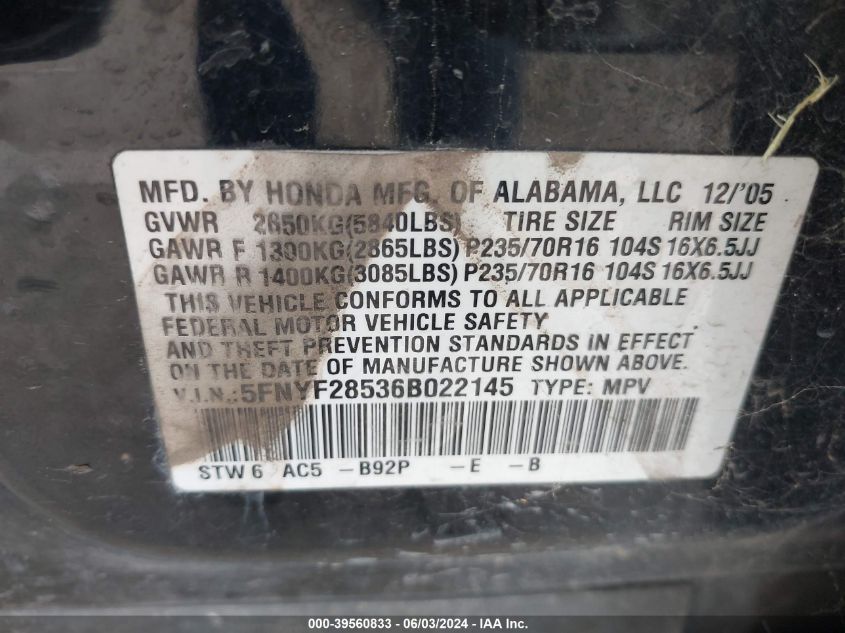 MFD. BY HONDA MFG. OF ALABAMA, LLC 12/'05
GVWR 2650KG(5840LBS) TIRE SIZE RIM SIZE
GAWR F 1300KG(2865LBS) P235/70R16 104S 16X6.5JJ
GAWR R 1400KG(3085LBS) P235/70R16 104S 16X6.5JJ
THIS VEHICLE CONFORMS TO ALL APPLICABLE
FEDERAL MOTOR VEHICLE SAFETY
AND THEFT PREVENTION STANDARDS IN EFFECT
ON THE DATE OF MANUFACTURE SHOWN ABOVE.
V.I.N.:5FNYF28536B022145 TYPE: MPV
STW 6 AC5 -B92P -E -B
000-39560833 - 06/03/2024 - IAA Inc.